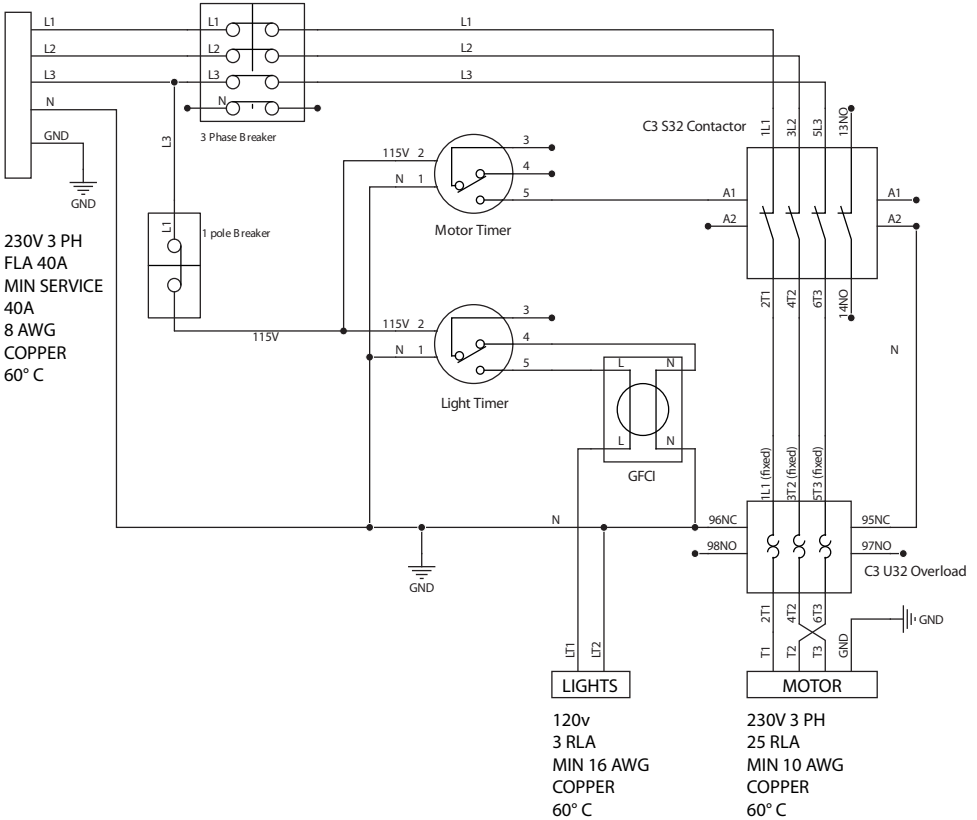 L1
L2
L3
N
GND
GND
230V 3 PH
FLA 40A
MIN SERVICE
40A
8 AWG
COPPER
60° C
L1
L2
L3
N
3 Phase Breaker
L1
L2
L3
L3
L1
1 pole Breaker
115V
115V 2
N 1
3
4
5
Motor Timer
115V 2
N 1
3
4
5
Light Timer
L N
L N
GFCI
C3 S32 Contactor
1L1
3L2
5L3
13NO
A1
A2
A1
A2
2T1
4T2
6T3
14NO
N
1L1 (fixed)
3T2 (fixed)
5T3 (fixed)
N
96NC
98NO
95NC
97NO
C3 U32 Overload
GND
2T1
4T2
6T3
T1
T2
T3
GND
GND
LT1
LT2
LIGHTS
120v
3 RLA
MIN 16 AWG
COPPER
60° C
MOTOR
230V 3 PH
25 RLA
MIN 10 AWG
COPPER
60° C